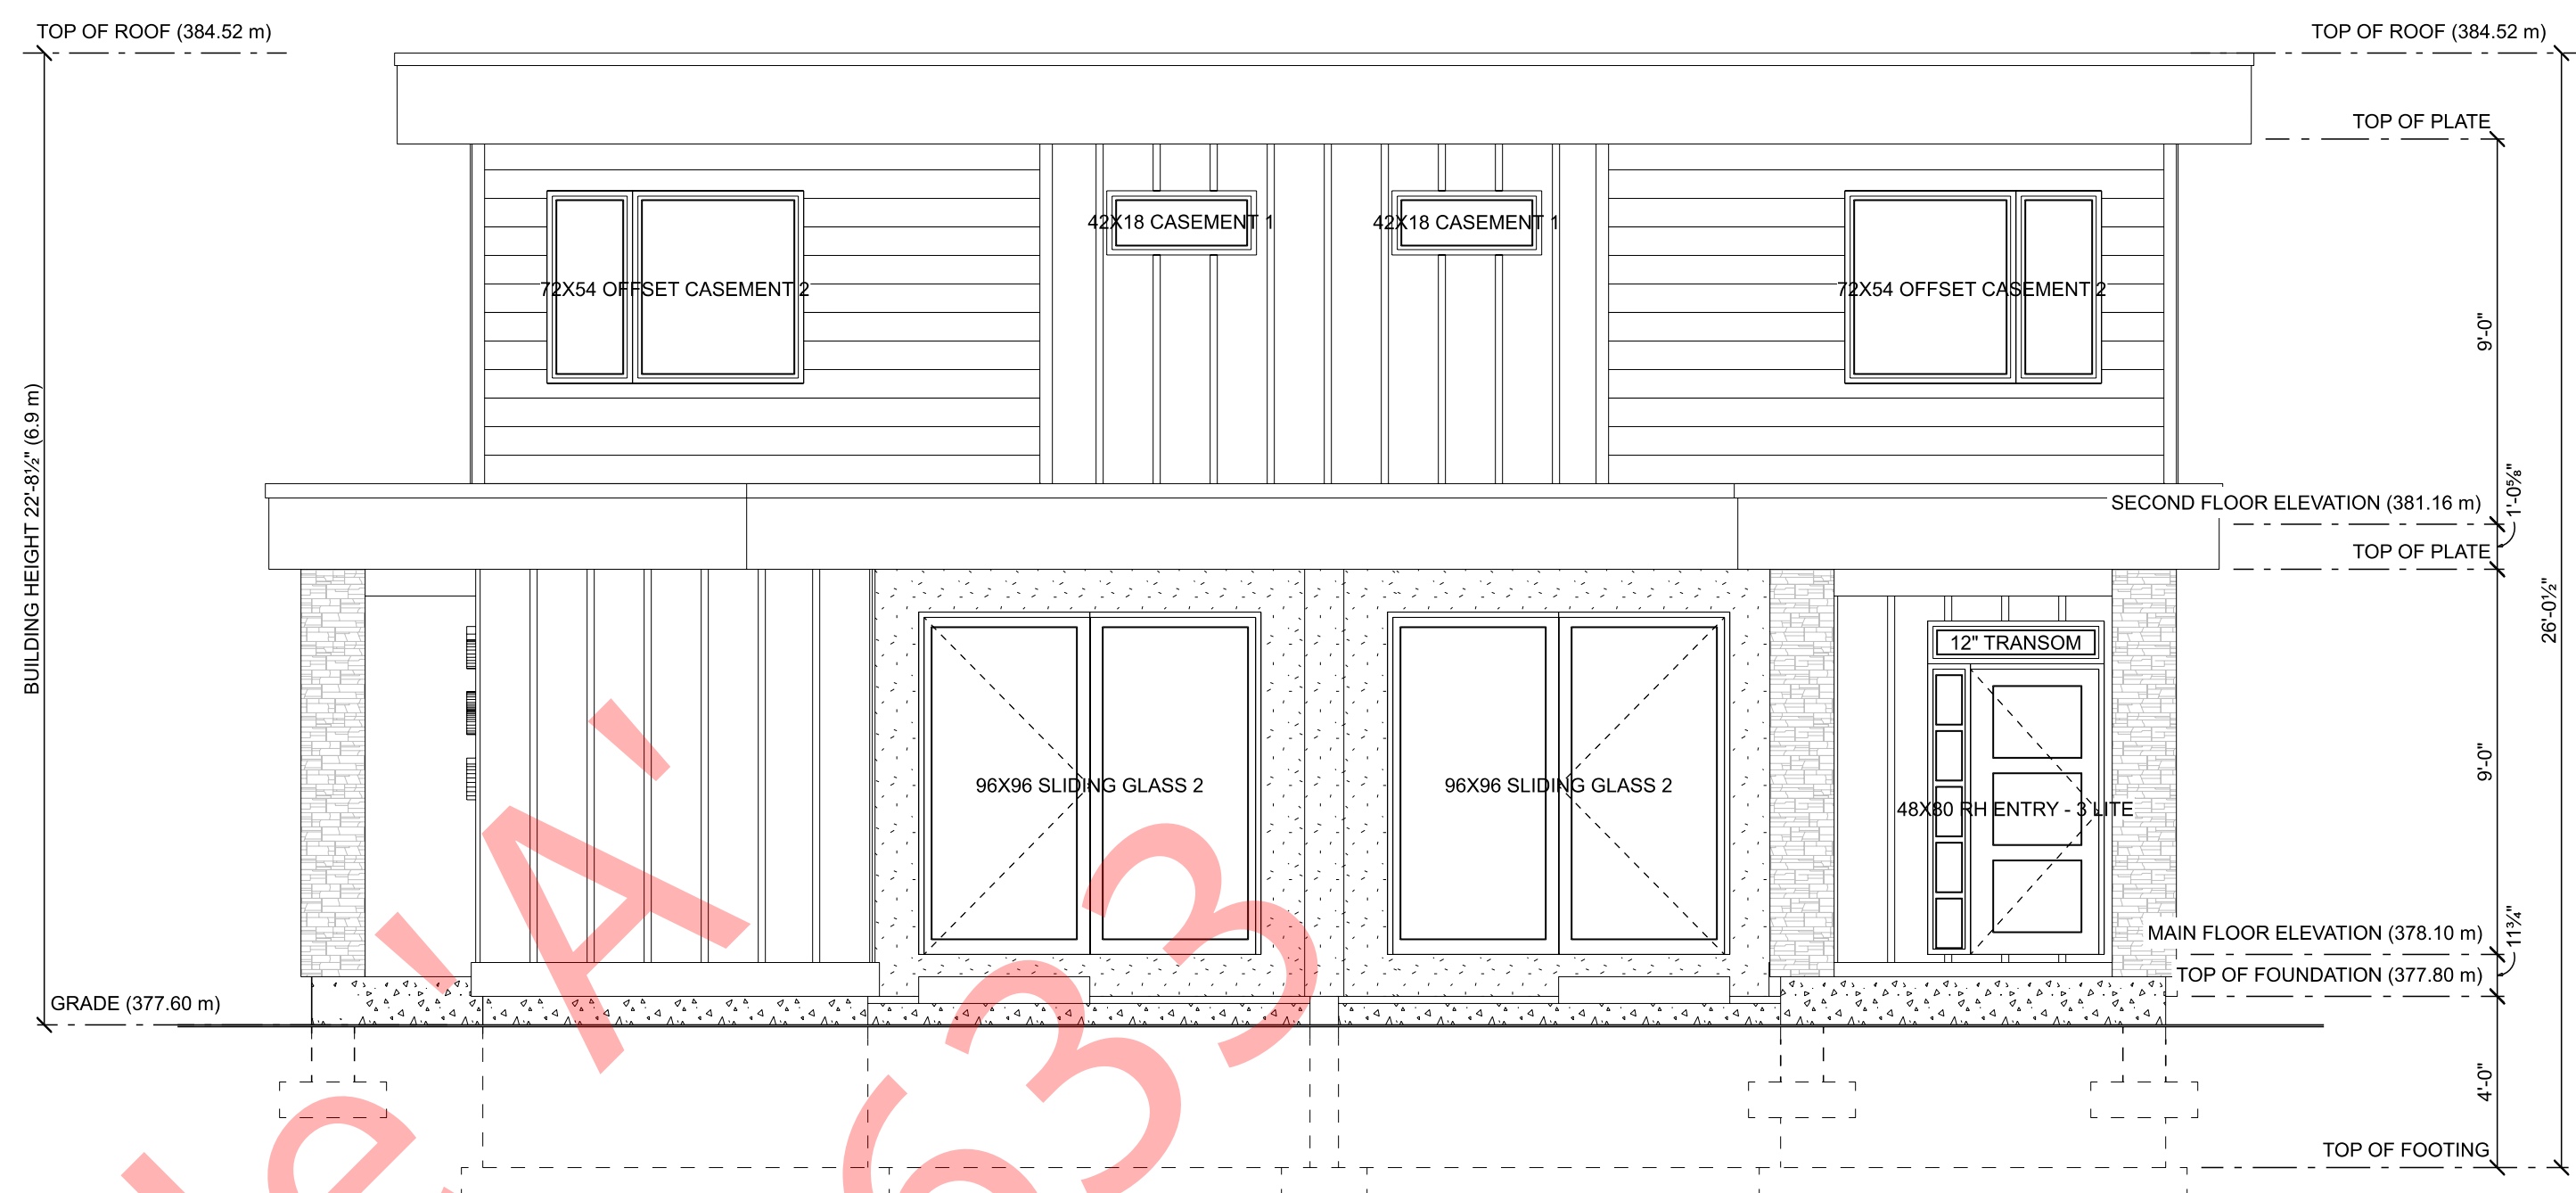 TOP OF ROOF (384.52 m)
TOP OF ROOF (384.52 m)
TOP OF PLATE
42X18 CASEMENT 1
42X18 CASEMENT 1
72X54 OFFSET CASEMENT 2
72X54 OFFSET CASEMENT 2
9'-0"
BUILDING HEIGHT 22'-8½" (6.9 m)
SECOND FLOOR ELEVATION (381.16 m)
1'-0⅝"
TOP OF PLATE
26'-0½"
12" TRANSOM
9'-0"
96X96 SLIDING GLASS 2
96X96 SLIDING GLASS 2
48X80 RH ENTRY - 3 LITE
MAIN FLOOR ELEVATION (378.10 m)
11¾"
TOP OF FOUNDATION (377.80 m)
GRADE (377.60 m)
4'-0"
TOP OF FOOTING
'A'
633